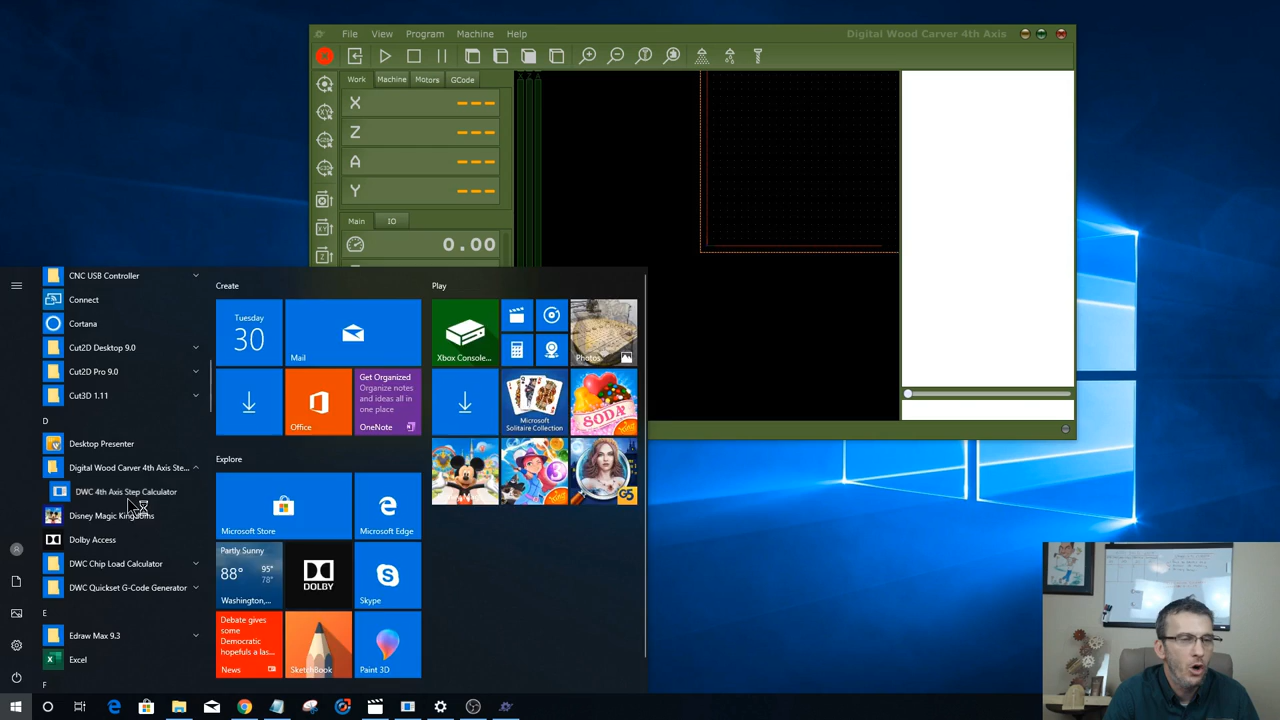 File View Program Machine Help
Digital Wood Carver 4th Axis
Work Machine Motors GCode
X ---
Z ---
A ---
Y ---
Main IO
0.00
CNC USB Controller
Connect
Cortana
Cut2D Desktop 9.0
Cut2D Pro 9.0
Cut3D 1.11
D
Desktop Presenter
Digital Wood Carver 4th Axis Ste...
DWC 4th Axis Step Calculator
Disney Magic Kingdoms
Dolby Access
DWC Chip Load Calculator
DWC Quickset G-Code Generator
E
Edraw Max 9.3
Excel
F
Create
Tuesday
30
Mail
Office
Get Organized
Organize notes
and ideas all in
one place
OneNote
Explore
Microsoft Store
Microsoft Edge
Partly Sunny
88° 95°
78°
Washington,...
DOLBY
Skype
Debate gives
some
Democratic
hopefuls a las...
News
SketchBook
Paint 3D
Play
Xbox Console...
Photos
Microsoft
Solitaire Collection
SODA